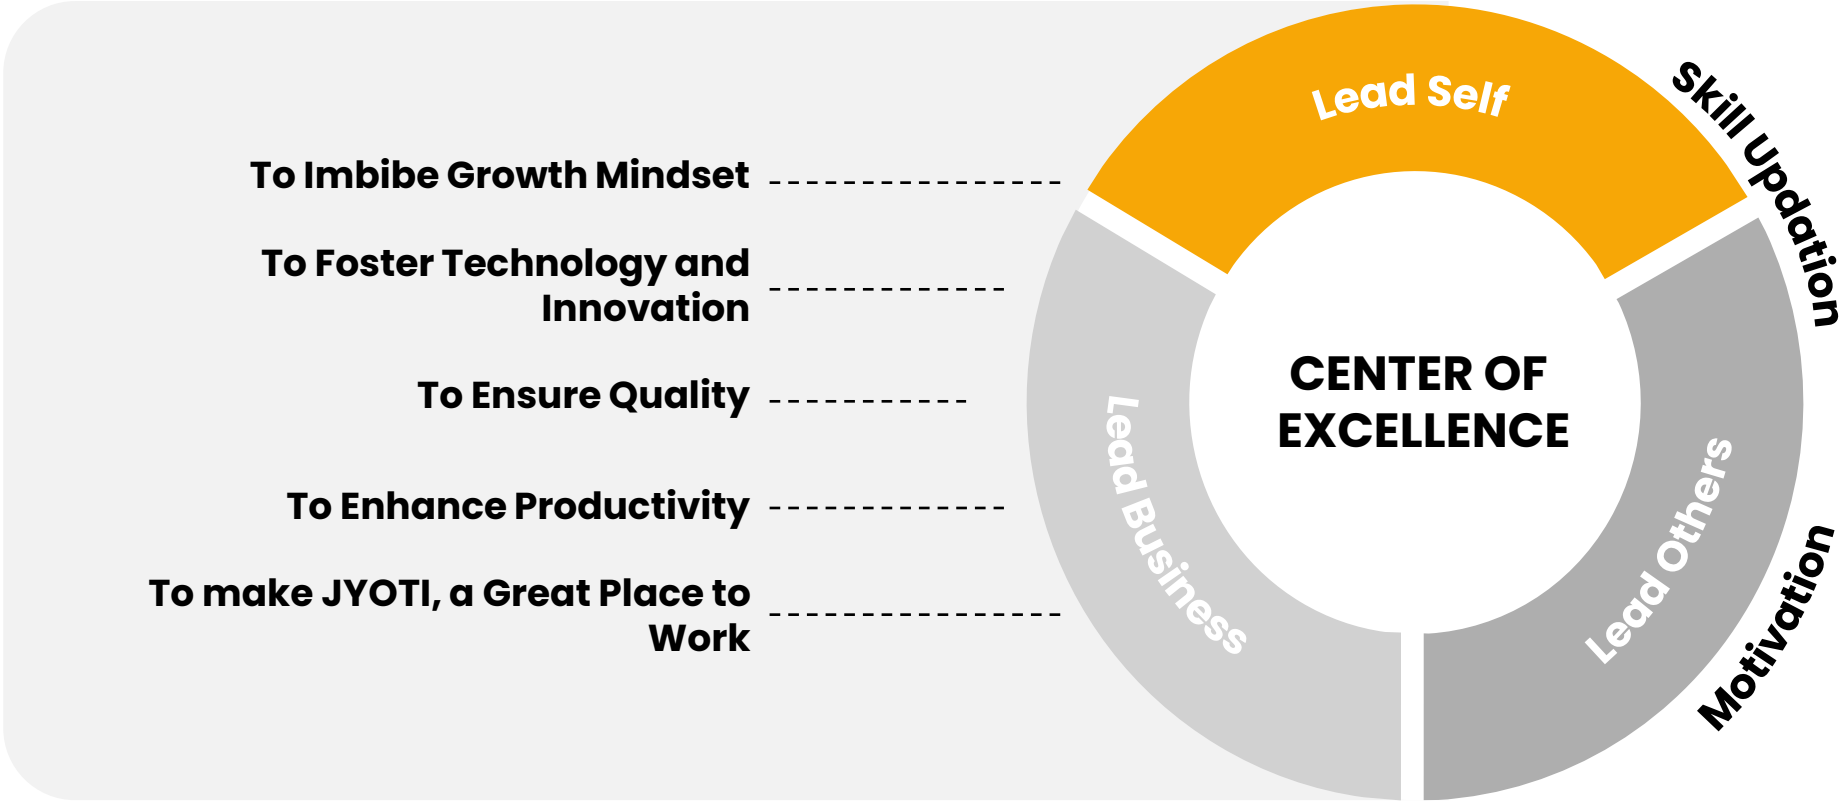 To Imbibe Growth Mindset
To Foster Technology and
Innovation
To Ensure Quality
To Enhance Productivity
To make JYOTI, a Great Place to
Work
Lead Self
Lead Business
Lead Others
CENTER OF
EXCELLENCE
Skill Updation
Motivation